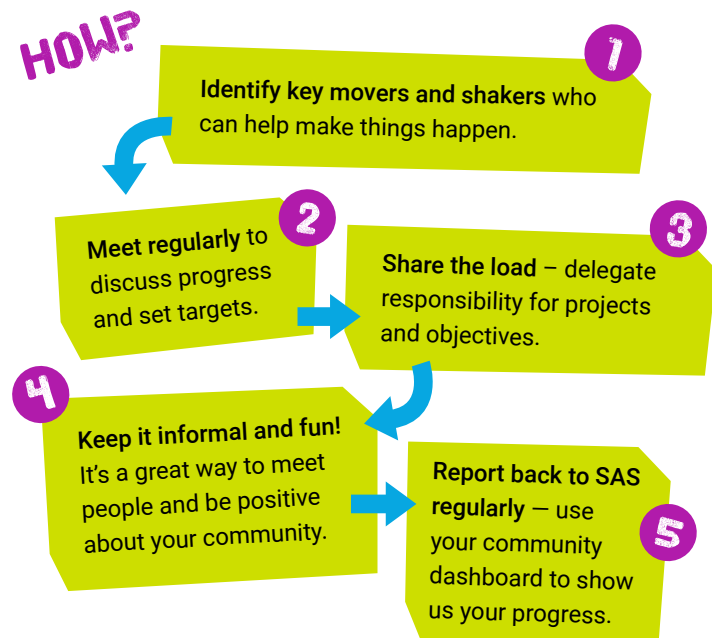 HOW?
1
Identify key movers and shakers who
can help make things happen.
2
Meet regularly to
discuss progress
and set targets.
3
Share the load – delegate
responsibility for projects
and objectives.
4
Keep it informal and fun!
It’s a great way to meet
people and be positive
about your community.
5
Report back to SAS
regularly — use
your community
dashboard to show
us your progress.